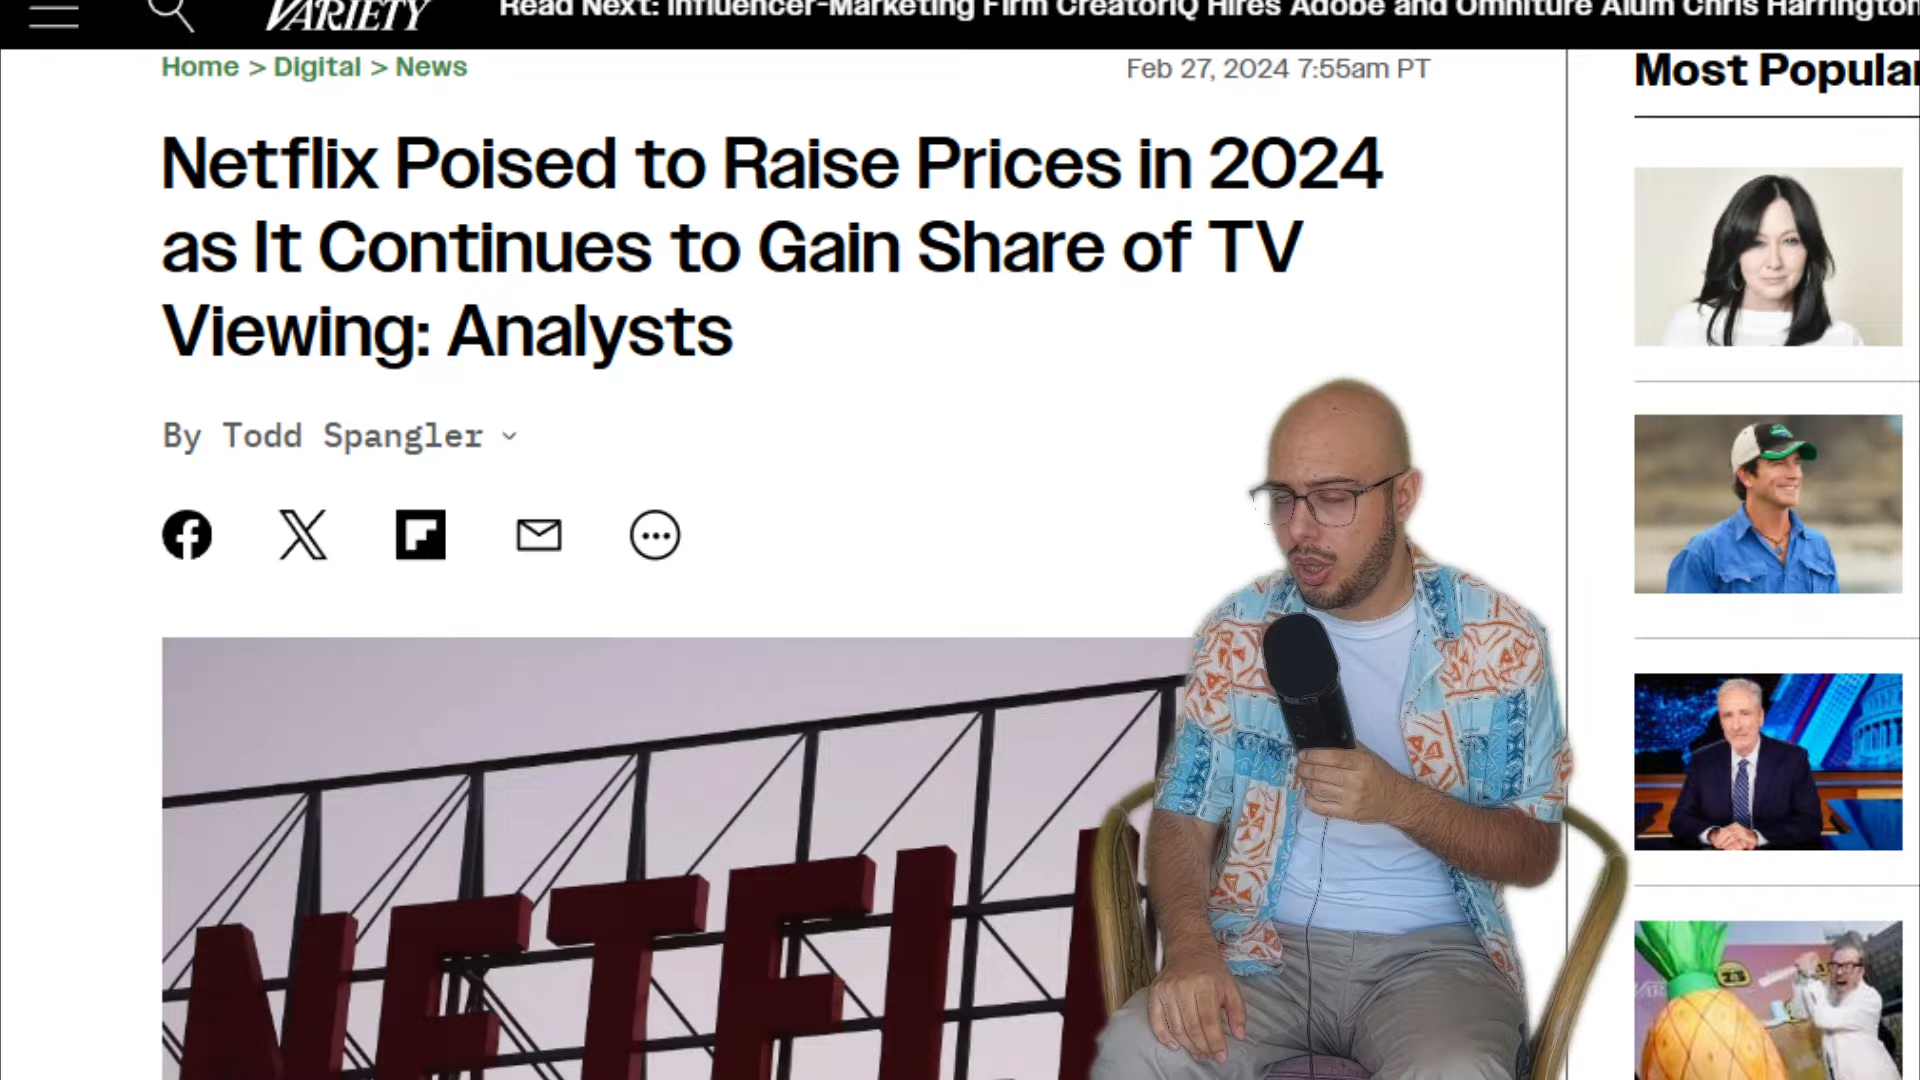 VARIETY
Read Next: Influencer-Marketing Firm CreatorIQ Hires Adobe and Omniture Alum Chris Harrington
Home > Digital > News
Feb 27, 2024 7:55am PT
Most Popular
Netflix Poised to Raise Prices in 2024
as It Continues to Gain Share of TV
Viewing: Analysts
By Todd Spangler
NETFL